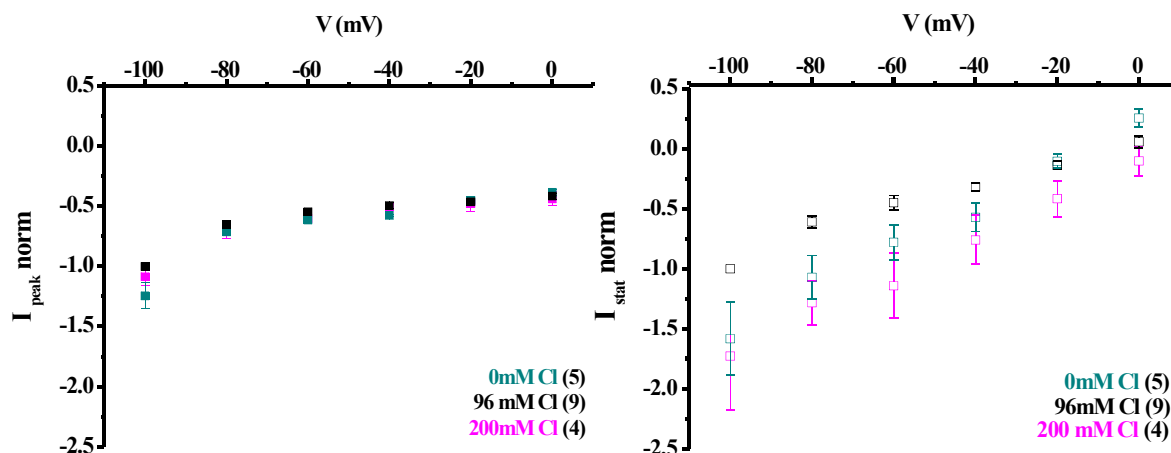 V (mV)
-100 -80 -60 -40 -20 0
0.5
0.0
-0.5
-1.0
-1.5
-2.0
-2.5
I peak norm
0mM Cl (5)
96 mM Cl (9)
200mM Cl (4)
V (mV)
-100 -80 -60 -40 -20 0
0.5
0.0
-0.5
-1.0
-1.5
-2.0
-2.5
I stat norm
0mM Cl (5)
96mM Cl (9)
200 mM Cl (4)